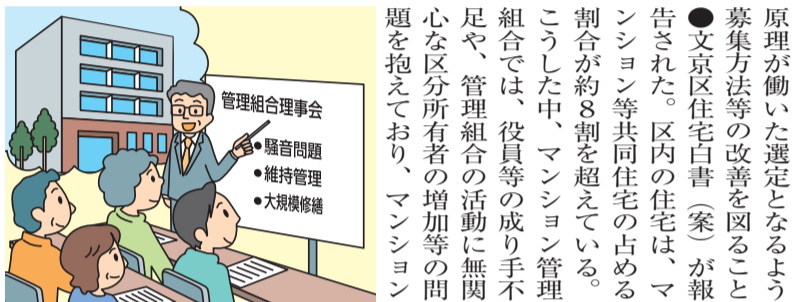 原理が働いた選定となるよう
募集方法等の改善を図ること
●文京区住宅白書（案）が報
告された。区内の住宅は、マ
ンション等共同住宅の占める
割合が約８割を超えている。
こうした中、マンション管理
組合では、役員等の成り手不
足や、管理組合の活動に無関
心な区分所有者の増加等の問
題を抱えており、マンション
管理組合理事会
●騒音問題
●維持管理
●大規模修繕